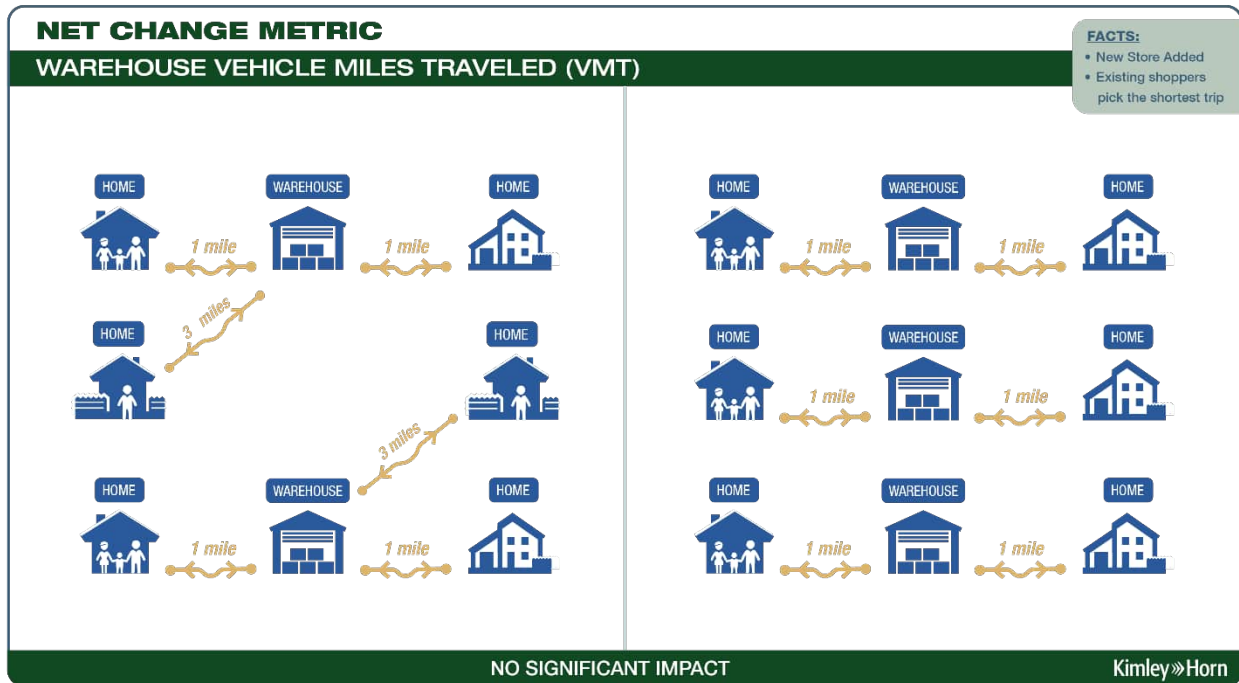 NET CHANGE METRIC
WAREHOUSE VEHICLE MILES TRAVELED (VMT)
FACTS:
• New Store Added
• Existing shoppers
pick the shortest trip
HOME WAREHOUSE HOME
1 mile 1 mile
3 miles
HOME HOME
3 miles
HOME WAREHOUSE HOME
1 mile 1 mile
HOME WAREHOUSE HOME
1 mile 1 mile
HOME WAREHOUSE HOME
1 mile 1 mile
HOME WAREHOUSE HOME
1 mile 1 mile
NO SIGNIFICANT IMPACT
Kimley»Horn